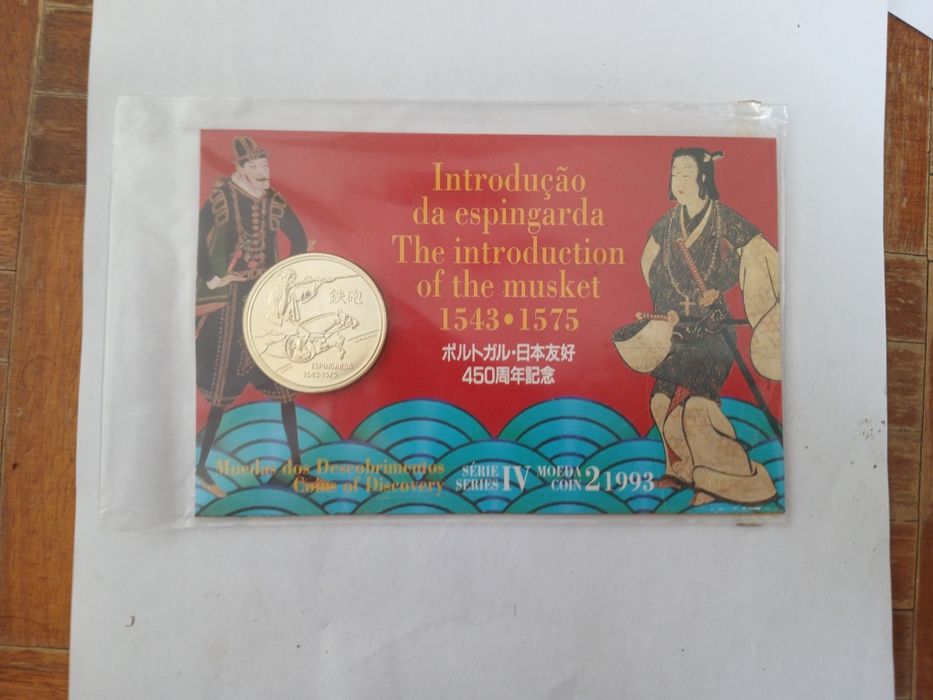 Introdução
da espingarda
The introduction
of the musket
1543•1575
ポルトガル・日本友好
450周年記念
鉄砲
ESPINGARDA
1543·1575
Moedas dos Descobrimentos
Coins of Discovery
SÉRIE
SERIES
IV
MOEDA
COIN
2
1993